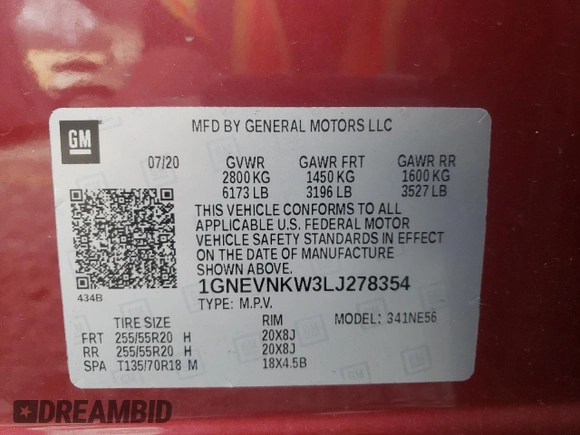 GM
MFD BY GENERAL MOTORS LLC
07/20 GVWR GAWR FRT GAWR RR
2800 KG 1450 KG 1600 KG
6173 LB 3196 LB 3527 LB
THIS VEHICLE CONFORMS TO ALL
APPLICABLE U.S. FEDERAL MOTOR
VEHICLE SAFETY STANDARDS IN EFFECT
ON THE DATE OF MANUFACTURE
SHOWN ABOVE.
434B
1GNEVNKW3LJ278354
TYPE: M.P.V.
TIRE SIZE RIM MODEL: 341NE56
FRT 255/55R20 H 20X8J
RR 255/55R20 H 20X8J
SPA T135/70R18 M 18X4.5B
DREAMBID